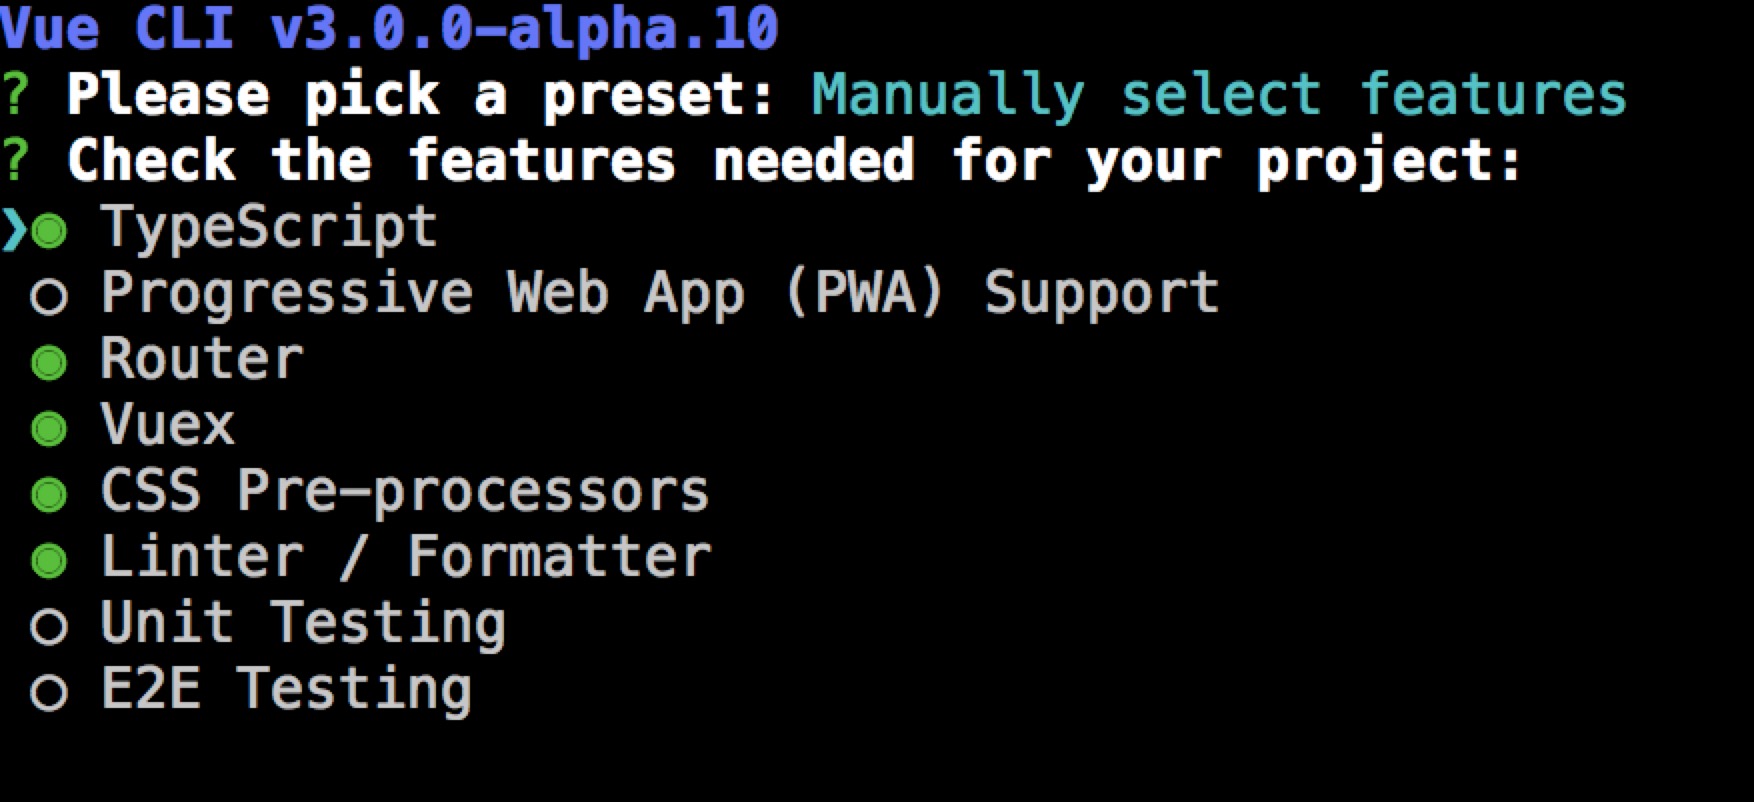 Vue CLI v3.0.0-alpha.10
? Please pick a preset: Manually select features
? Check the features needed for your project:
❯◉ TypeScript
◯ Progressive Web App (PWA) Support
◉ Router
◉ Vuex
◉ CSS Pre-processors
◉ Linter / Formatter
◯ Unit Testing
◯ E2E Testing